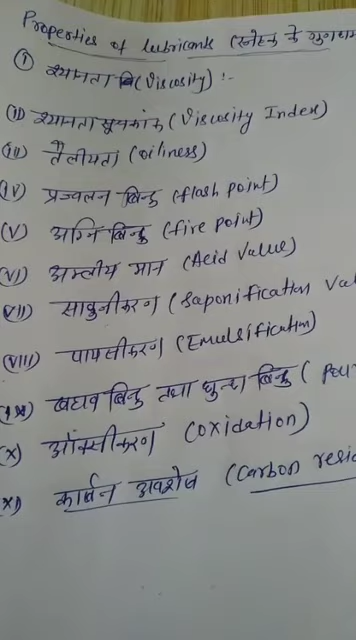 Properties of lubricants (स्नेहक के
(I) श्यानता (Viscosity) :-
(II) श्यानता सूचकांक (Viscosity Index)
(III) तैलीयता (oiliness)
(IV) प्रज्वलन बिन्दु (flash point)
(V) अग्नि बिन्दु (fire point)
(VI) अम्लीय मान (Acid value)
(VII) साबुनीकरण (Saponification
(VIII) पायसीकरण (Emulsification)
(IX) बहाव बिन्दु तथा धुन्ध बिन्दु (
(X) ऑक्सीकरण (oxidation)
XI) कार्बन अवशेष (Carbon